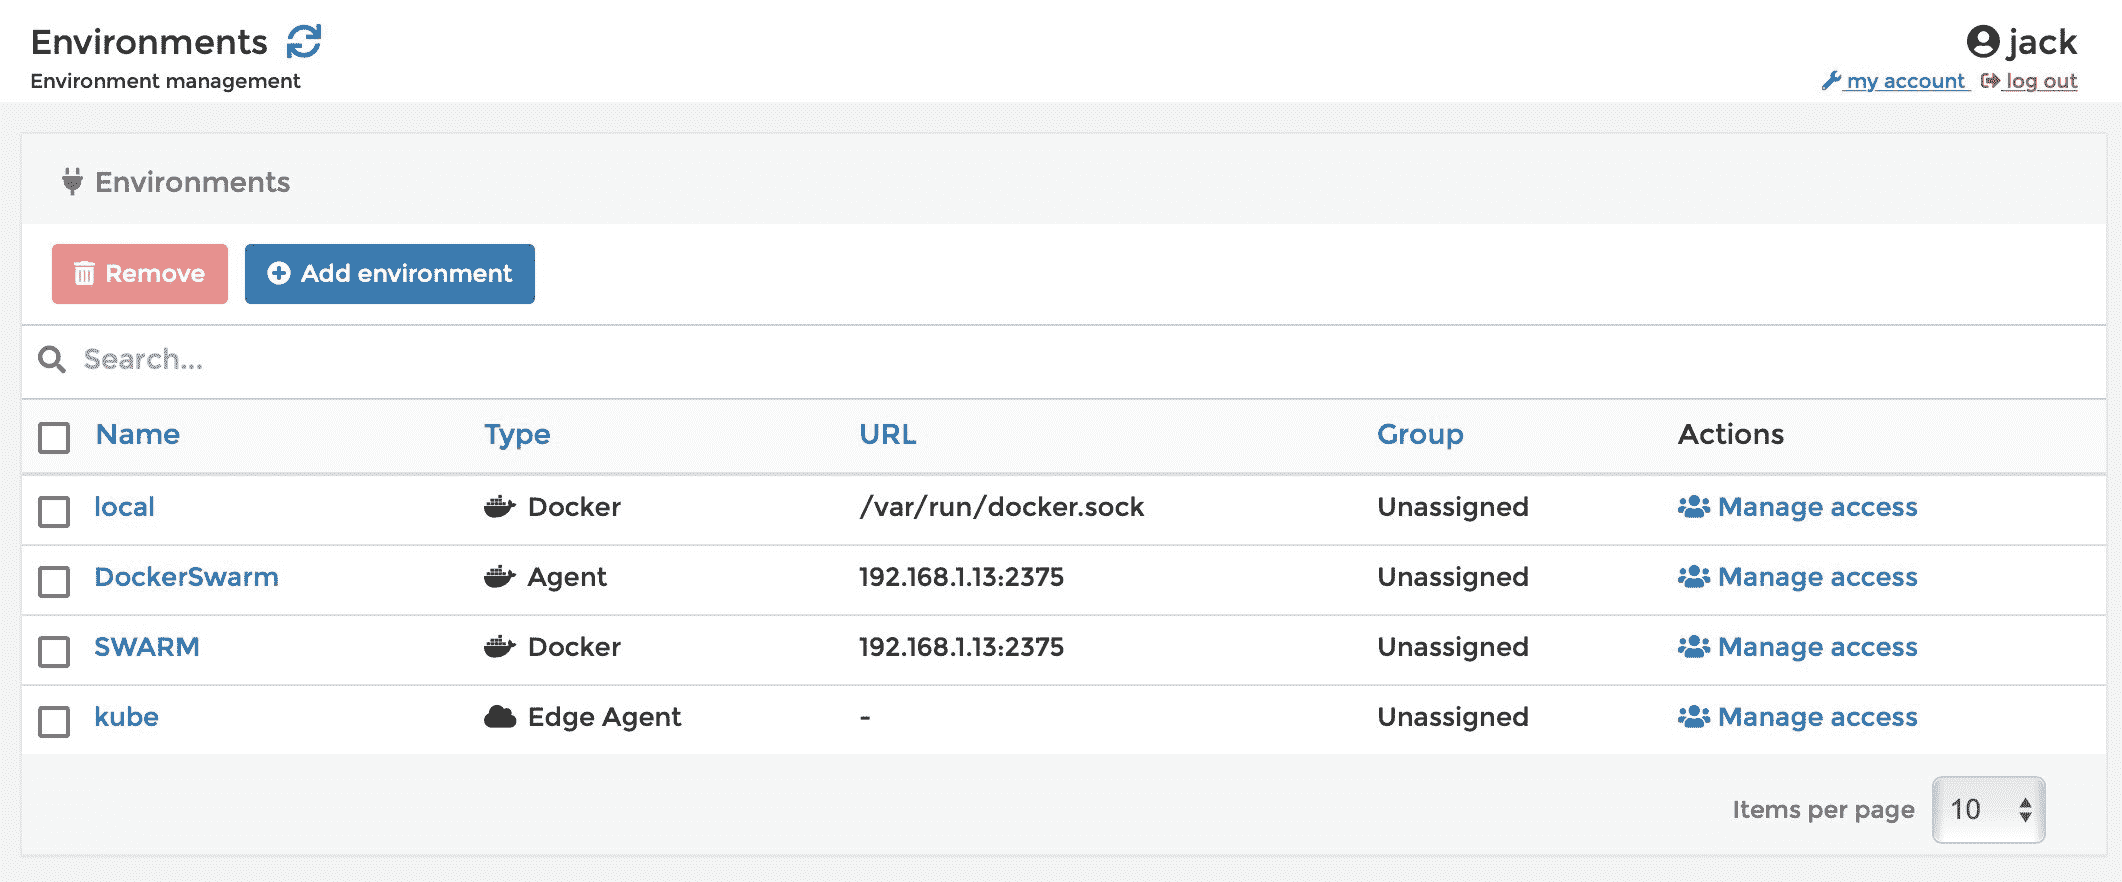 Environments
jack
Environment management
my account log out
Environments
Remove Add environment
Search...
Name Type URL Group Actions
local Docker /var/run/docker.sock Unassigned Manage access
DockerSwarm Agent 192.168.1.13:2375 Unassigned Manage access
SWARM Docker 192.168.1.13:2375 Unassigned Manage access
kube Edge Agent - Unassigned Manage access
Items per page 10